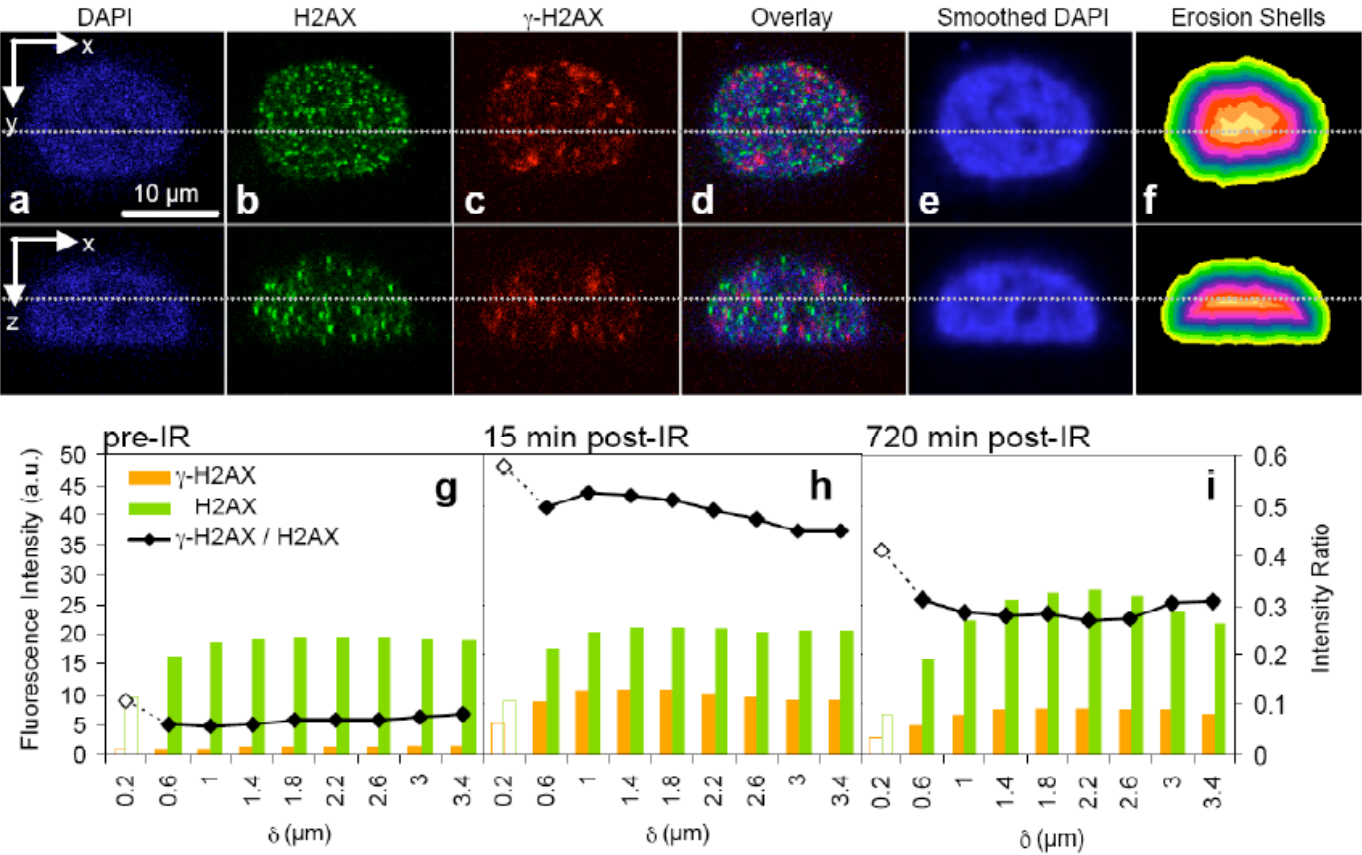 DAPI H2AX γ-H2AX Overlay Smoothed DAPI Erosion Shells
x
y
10 µm
a b c d e f
x
z
pre-IR 15 min post-IR 720 min post-IR
g h i
γ-H2AX
H2AX
γ-H2AX / H2AX
Fluorescence Intensity (a.u.)
50
45
40
35
30
25
20
15
10
5
0
0.6
0.5
0.4
0.3
0.2
0.1
0
Intensity Ratio
0.2 0.6 1 1.4 1.8 2.2 2.6 3 3.4 0.2 0.6 1 1.4 1.8 2.2 2.6 3 3.4 0.2 0.6 1 1.4 1.8 2.2 2.6 3 3.4
δ (µm) δ (µm) δ (µm)